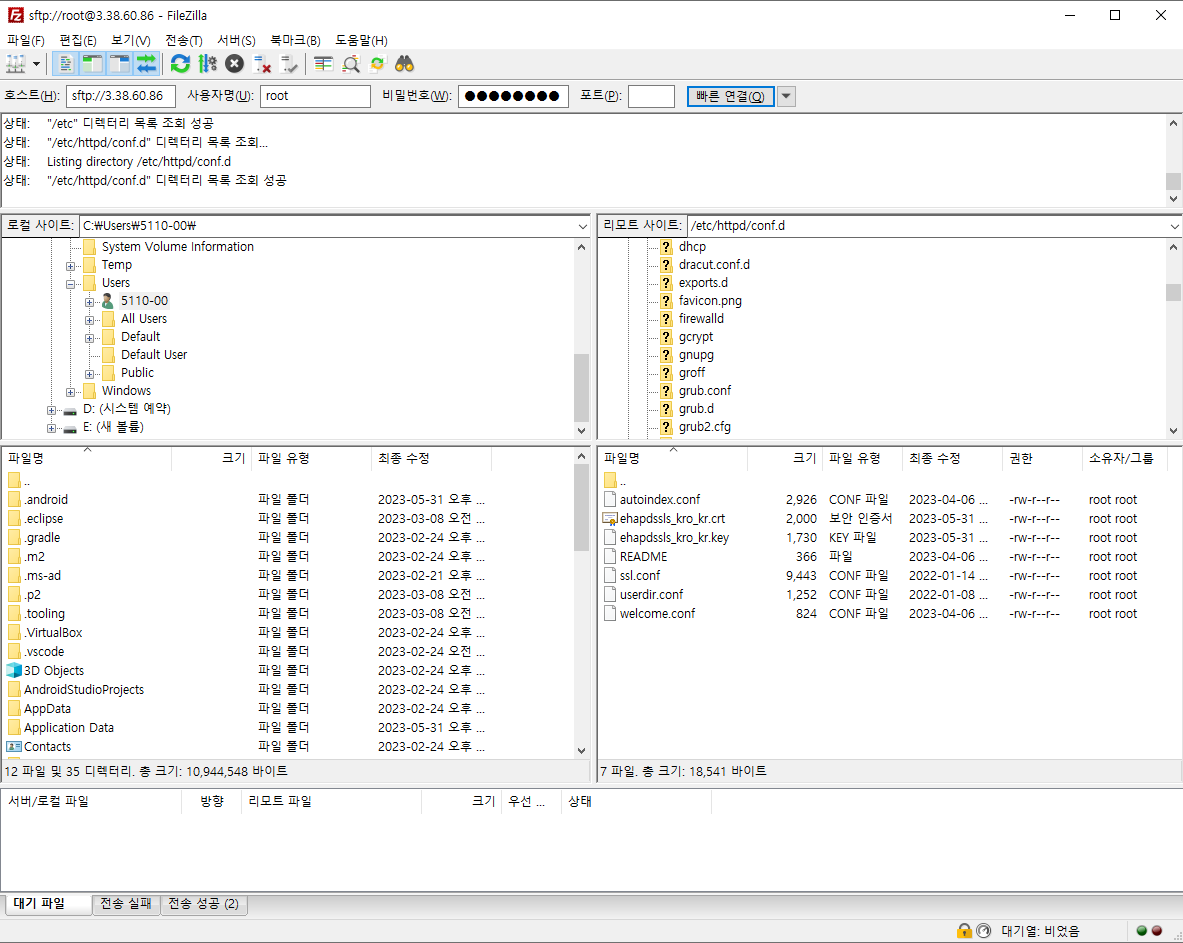 sftp://root@3.38.60.86 - FileZilla
파일(F) 편집(E) 보기(V) 전송(T) 서버(S) 북마크(B) 도움말(H)
호스트(H): sftp://3.38.60.86 사용자명(U): root 비밀번호(W): ●●●●●●●● 포트(P): 빠른 연결(Q)
상태: "/etc" 디렉터리 목록 조회 성공
상태: "/etc/httpd/conf.d" 디렉터리 목록 조회...
상태: Listing directory /etc/httpd/conf.d
상태: "/etc/httpd/conf.d" 디렉터리 목록 조회 성공
로컬 사이트: C:₩Users₩5110-00₩
System Volume Information
Temp
Users
5110-00
All Users
Default
Default User
Public
Windows
D: (시스템 예약)
E: (새 볼륨)
리모트 사이트: /etc/httpd/conf.d
dhcp
dracut.conf.d
exports.d
favicon.png
firewalld
gcrypt
gnupg
groff
grub.conf
grub.d
grub2.cfg
파일명 크기 파일 유형 최종 수정
..
.android 파일 폴더 2023-05-31 오후 ...
.eclipse 파일 폴더 2023-03-08 오전 ...
.gradle 파일 폴더 2023-02-24 오후 ...
.m2 파일 폴더 2023-02-24 오후 ...
.ms-ad 파일 폴더 2023-02-21 오후 ...
.p2 파일 폴더 2023-03-08 오전 ...
.tooling 파일 폴더 2023-03-08 오전 ...
.VirtualBox 파일 폴더 2023-02-24 오후 ...
.vscode 파일 폴더 2023-02-24 오전 ...
3D Objects 파일 폴더 2023-02-24 오후 ...
AndroidStudioProjects 파일 폴더 2023-02-24 오후 ...
AppData 파일 폴더 2023-02-24 오후 ...
Application Data 파일 폴더 2023-05-31 오후 ...
Contacts 파일 폴더 2023-02-24 오후 ...
12 파일 및 35 디렉터리. 총 크기: 10,944,548 바이트
파일명 크기 파일 유형 최종 수정 권한 소유자/그룹
..
autoindex.conf 2,926 CONF 파일 2023-04-06 ... -rw-r--r-- root root
ehapdssls_kro_kr.crt 2,000 보안 인증서 2023-05-31 ... -rw-r--r-- root root
ehapdssls_kro_kr.key 1,730 KEY 파일 2023-05-31 ... -rw-r--r-- root root
README 366 파일 2023-04-06 ... -rw-r--r-- root root
ssl.conf 9,443 CONF 파일 2022-01-14 ... -rw-r--r-- root root
userdir.conf 1,252 CONF 파일 2022-01-08 ... -rw-r--r-- root root
welcome.conf 824 CONF 파일 2023-04-06 ... -rw-r--r-- root root
7 파일. 총 크기: 18,541 바이트
서버/로컬 파일 방향 리모트 파일 크기 우선 ... 상태
대기 파일 전송 실패 전송 성공 (2)
대기열: 비었음